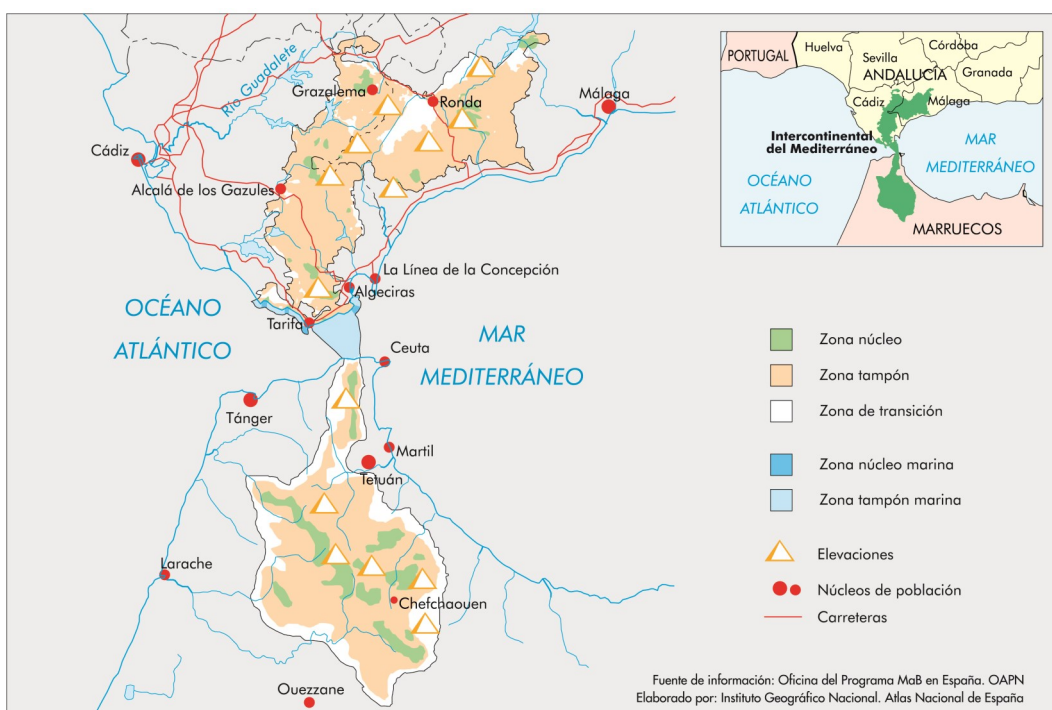 Río Guadalete
Grazalema
Ronda
Málaga
Cádiz
Alcalá de los Gazules
La Línea de la Concepción
Algeciras
Tarifa
OCÉANO
ATLÁNTICO
MAR
MEDITERRÁNEO
Ceuta
Tánger
Martil
Tetuán
Larache
Chefchaouen
Ouezzane
PORTUGAL
Huelva
Sevilla
Córdoba
ANDALUCÍA
Granada
Cádiz
Málaga
Intercontinental
del Mediterráneo
MAR
MEDITERRÁNEO
OCÉANO
ATLÁNTICO
MARRUECOS
Zona núcleo
Zona tampón
Zona de transición
Zona núcleo marina
Zona tampón marina
Elevaciones
Núcleos de población
Carreteras
Fuente de información: Oficina del Programa MaB en España. OAPN
Elaborado por: Instituto Geográfico Nacional. Atlas Nacional de España